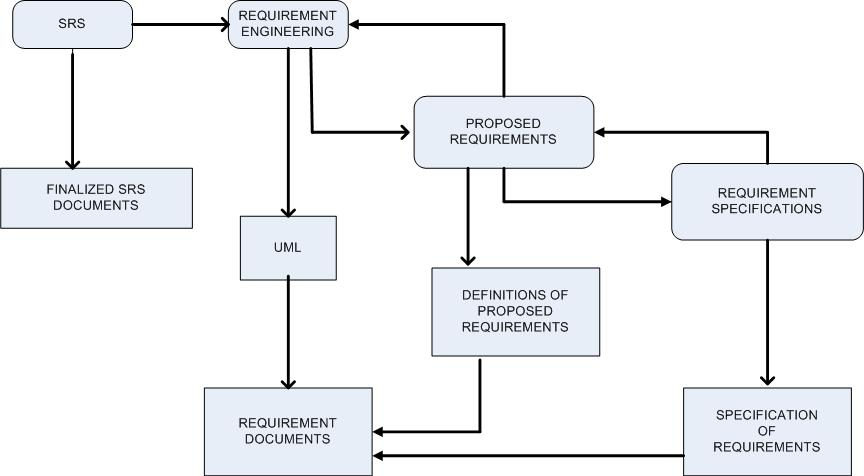 SRS
REQUIREMENT
ENGINEERING
PROPOSED
REQUIREMENTS
FINALIZED SRS
DOCUMENTS
REQUIREMENT
SPECIFICATIONS
UML
DEFINITIONS OF
PROPOSED
REQUIREMENTS
REQUIREMENT
DOCUMENTS
SPECIFICATION
OF
REQUIREMENTS